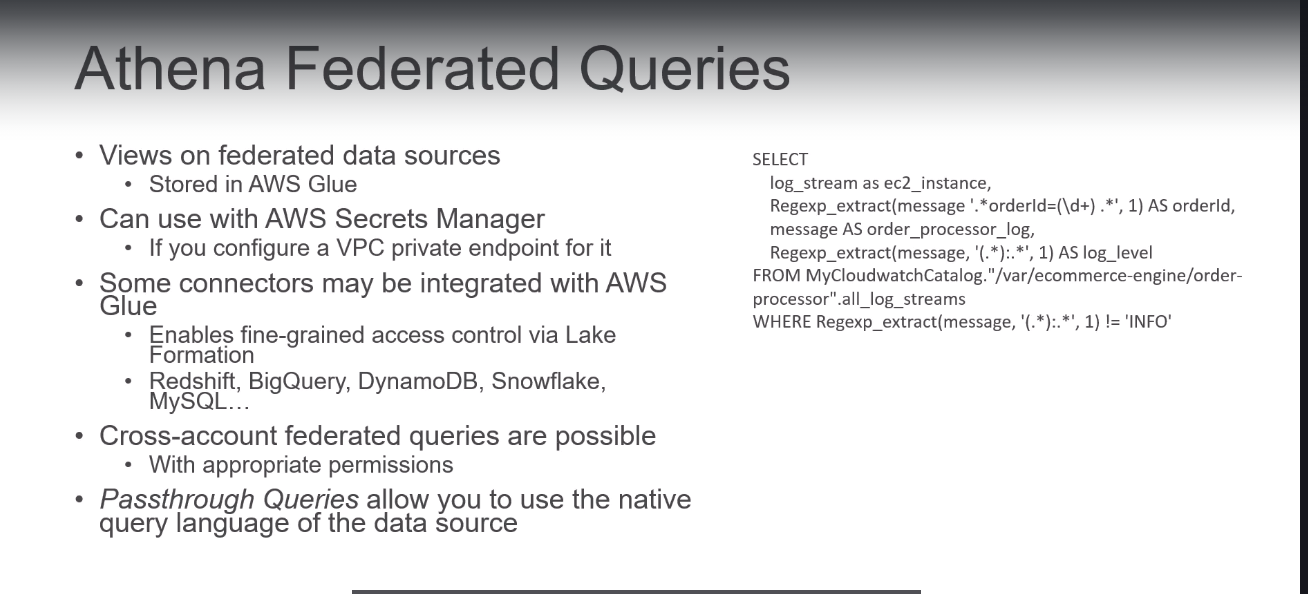 Athena Federated Queries
• Views on federated data sources
• Stored in AWS Glue
• Can use with AWS Secrets Manager
• If you configure a VPC private endpoint for it
• Some connectors may be integrated with AWS
Glue
• Enables fine-grained access control via Lake
Formation
• Redshift, BigQuery, DynamoDB, Snowflake,
MySQL…
• Cross-account federated queries are possible
• With appropriate permissions
• Passthrough Queries allow you to use the native
query language of the data source
SELECT
log_stream as ec2_instance,
Regexp_extract(message '.*orderId=(\d+) .*', 1) AS orderId,
message AS order_processor_log,
Regexp_extract(message, '(.*):.*', 1) AS log_level
FROM MyCloudwatchCatalog."/var/ecommerce-engine/order-
processor".all_log_streams
WHERE Regexp_extract(message, '(.*):.*', 1) != 'INFO'